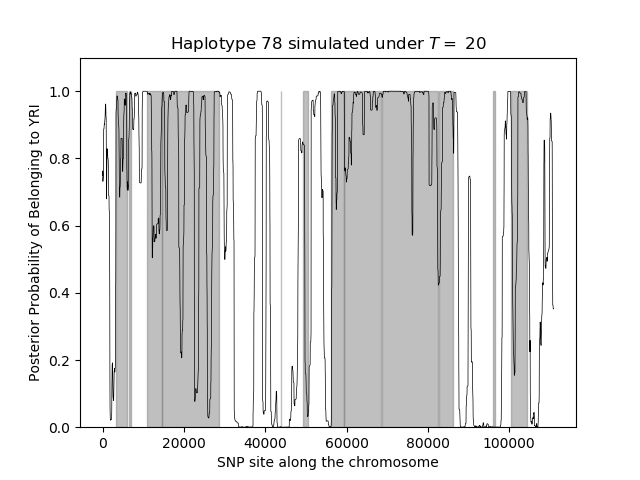 Haplotype 78 simulated under T = 20
Posterior Probability of Belonging to YRI
1.0
0.8
0.6
0.4
0.2
0.0
0 20000 40000 60000 80000 100000
SNP site along the chromosome